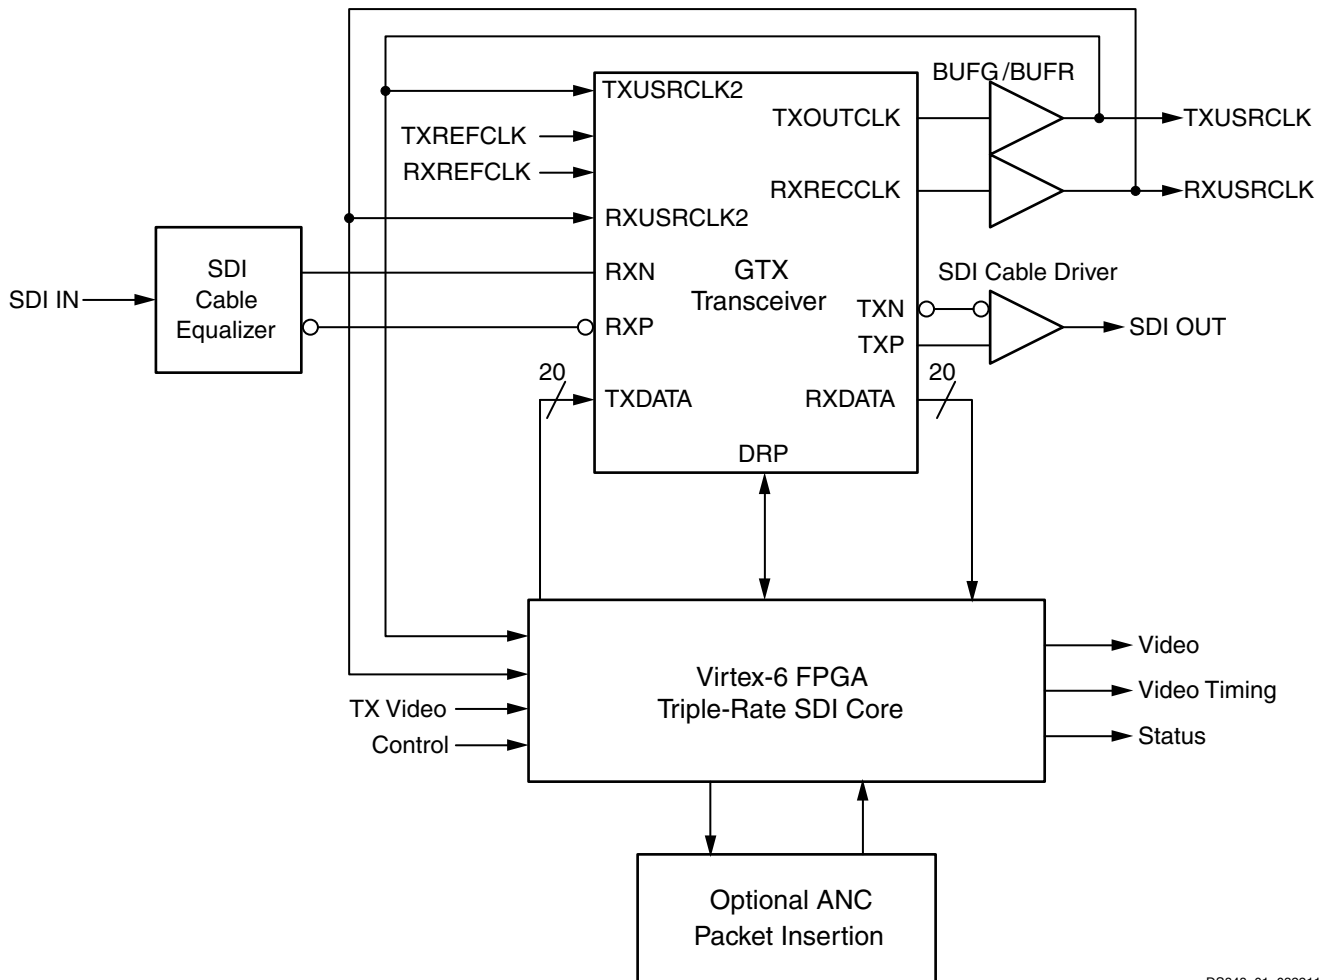 BUFG/BUFR
TXUSRCLK2
TXOUTCLK
TXUSRCLK
TXREFCLK
RXREFCLK
RXRECCLK
RXUSRCLK
RXUSRCLK2
SDI
Cable
Equalizer
SDI IN
RXN
GTX
Transceiver
SDI Cable Driver
TXN
RXP
SDI OUT
TXP
20
TXDATA
RXDATA
20
DRP
Virtex-6 FPGA
Triple-Rate SDI Core
TX Video
Control
Video
Video Timing
Status
Optional ANC
Packet Insertion